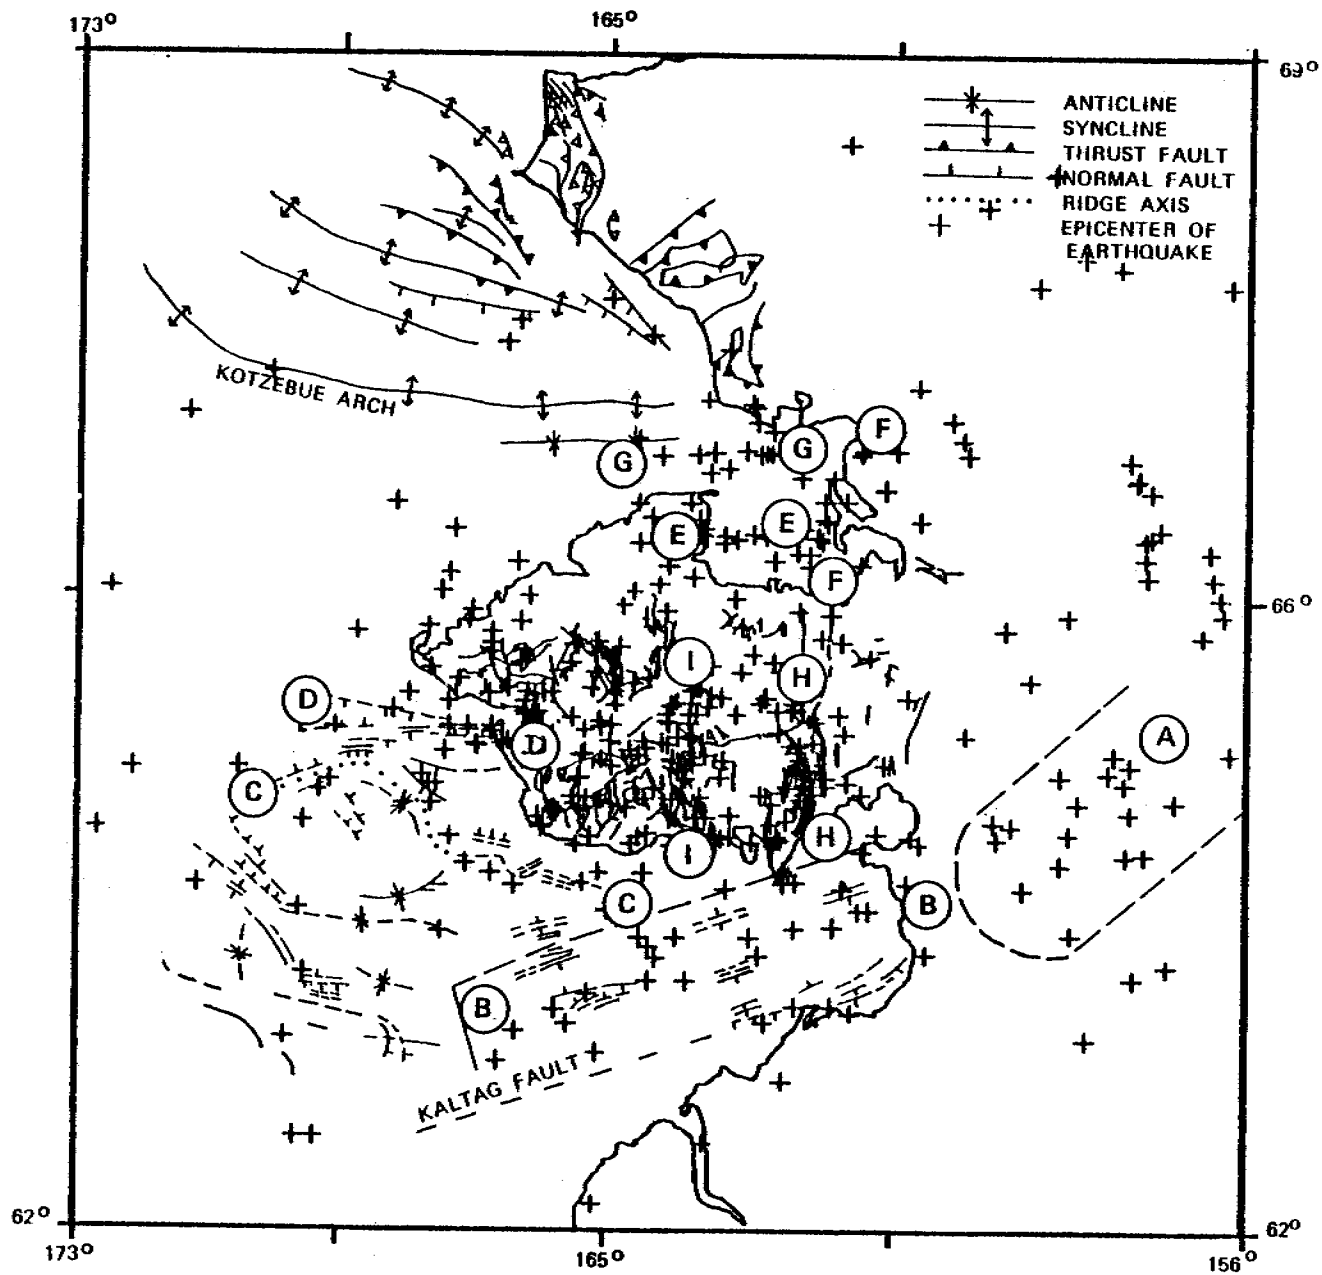 173°
165°
69°
ANTICLINE
SYNCLINE
THRUST FAULT
NORMAL FAULT
RIDGE AXIS
EPICENTER OF
EARTHQUAKE
KOTZEBUE ARCH
F
G
G
E
E
F
66°
I
H
D
A
D
C
H
I
C
B
B
KALTAG FAULT
62°
62°
173°
165°
156°